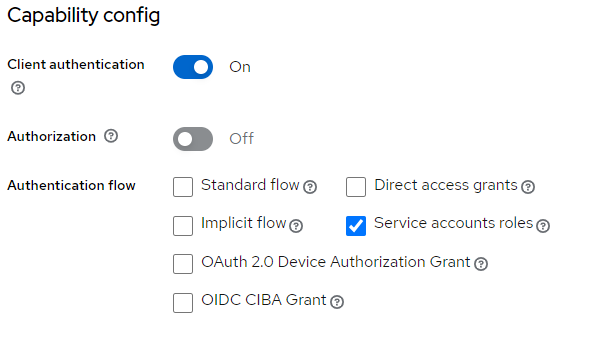 Capability config
Client authentication
On
Authorization
Off
Authentication flow
Standard flow
Direct access grants
Implicit flow
Service accounts roles
OAuth 2.0 Device Authorization Grant
OIDC CIBA Grant